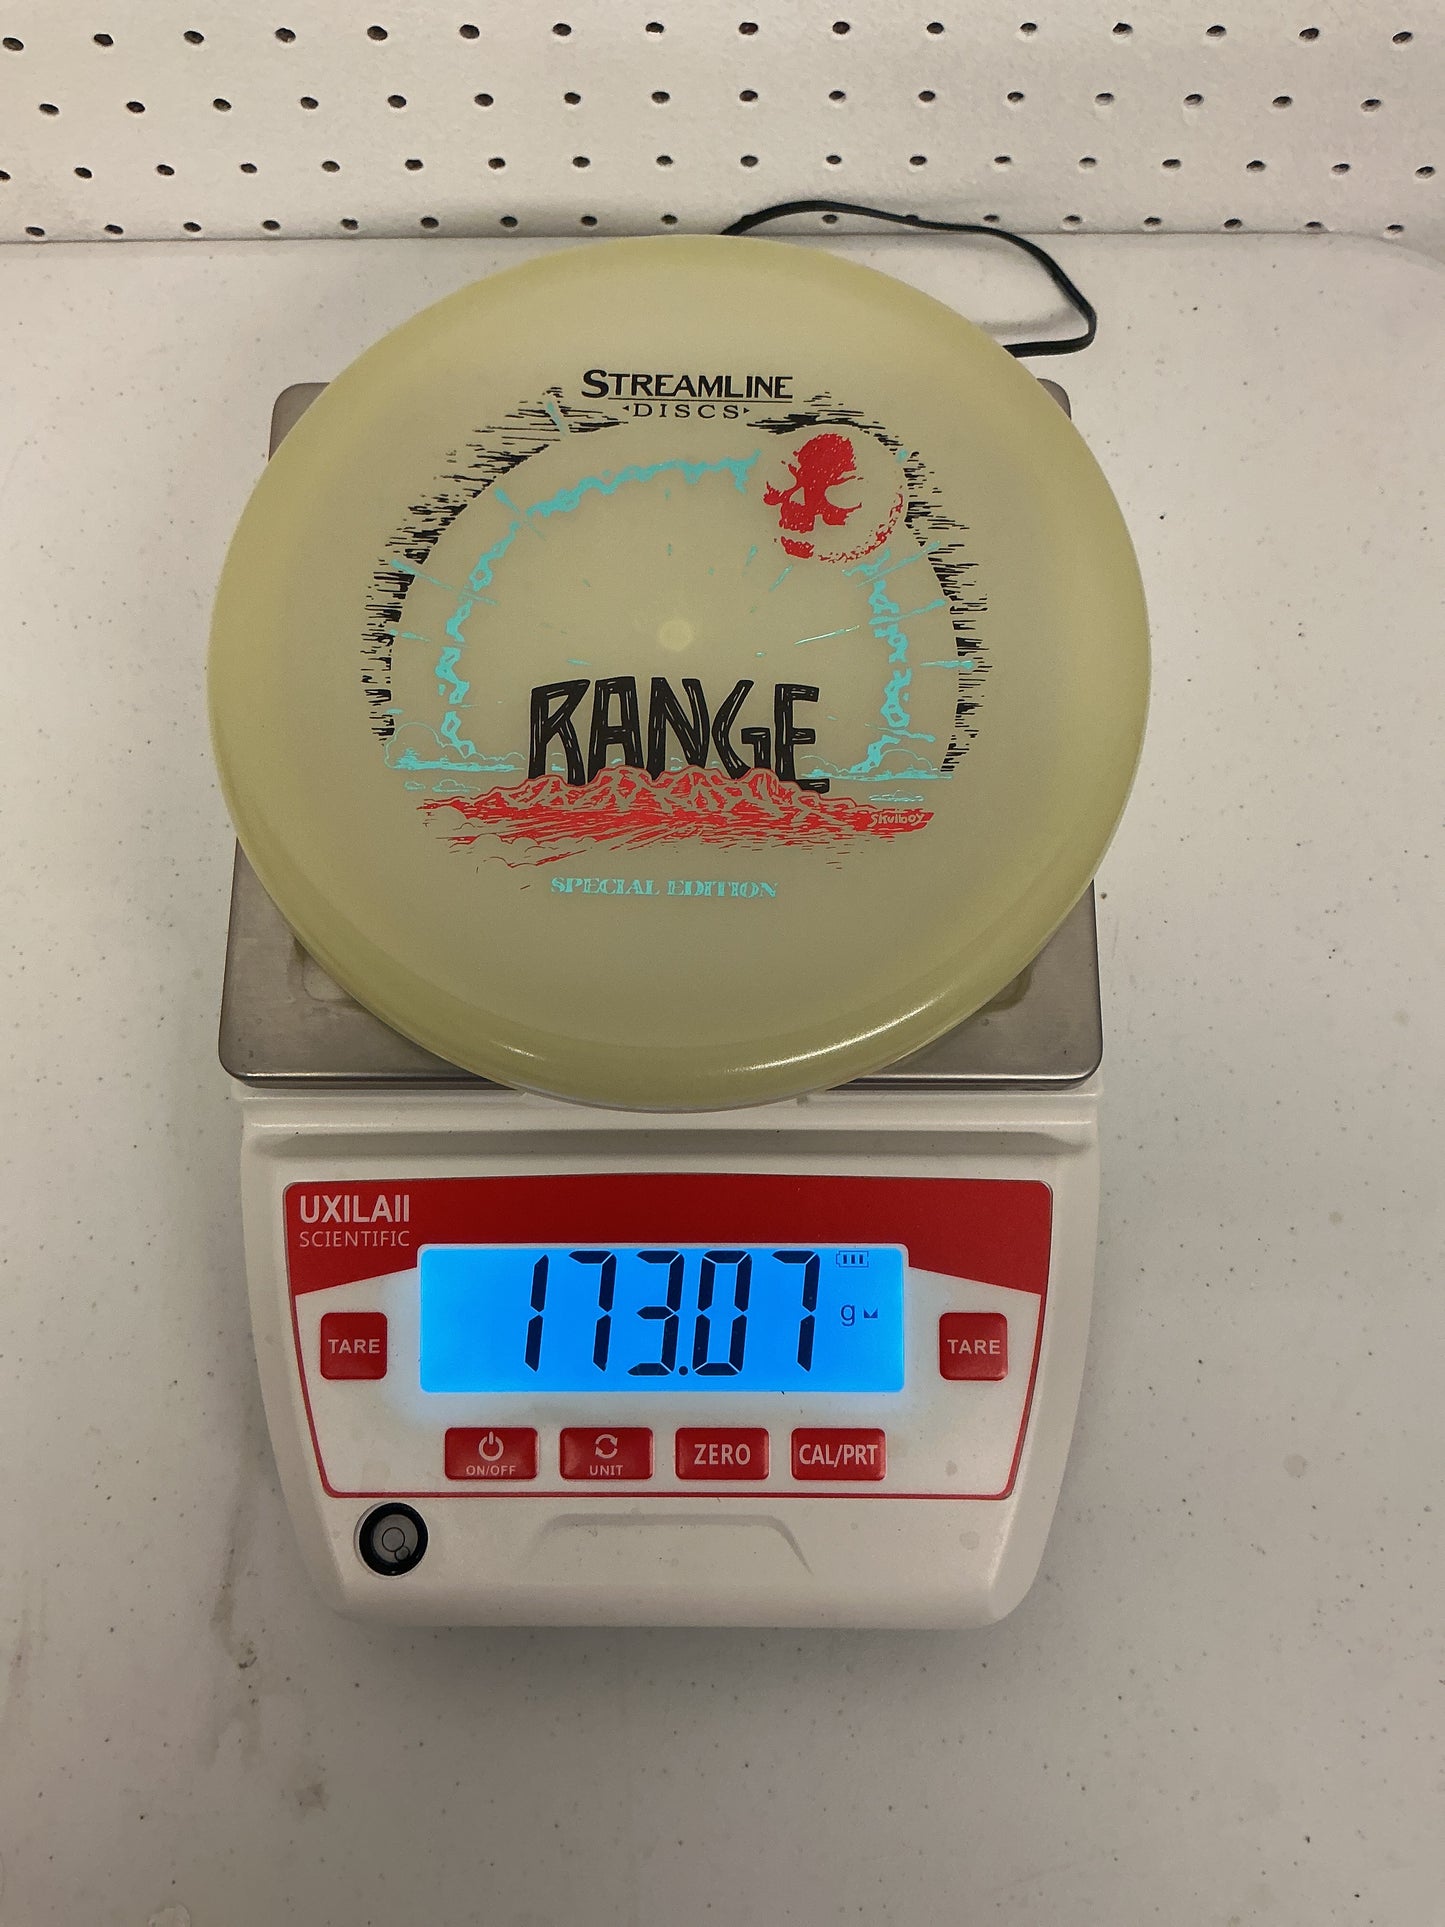 STREAMLINE
DISCS
RANGE
Skulboy
SPECIAL EDITION
UXILAII
SCIENTIFIC
173.07 g
TARE
TARE
ON/OFF
UNIT
ZERO
CAL/PRT